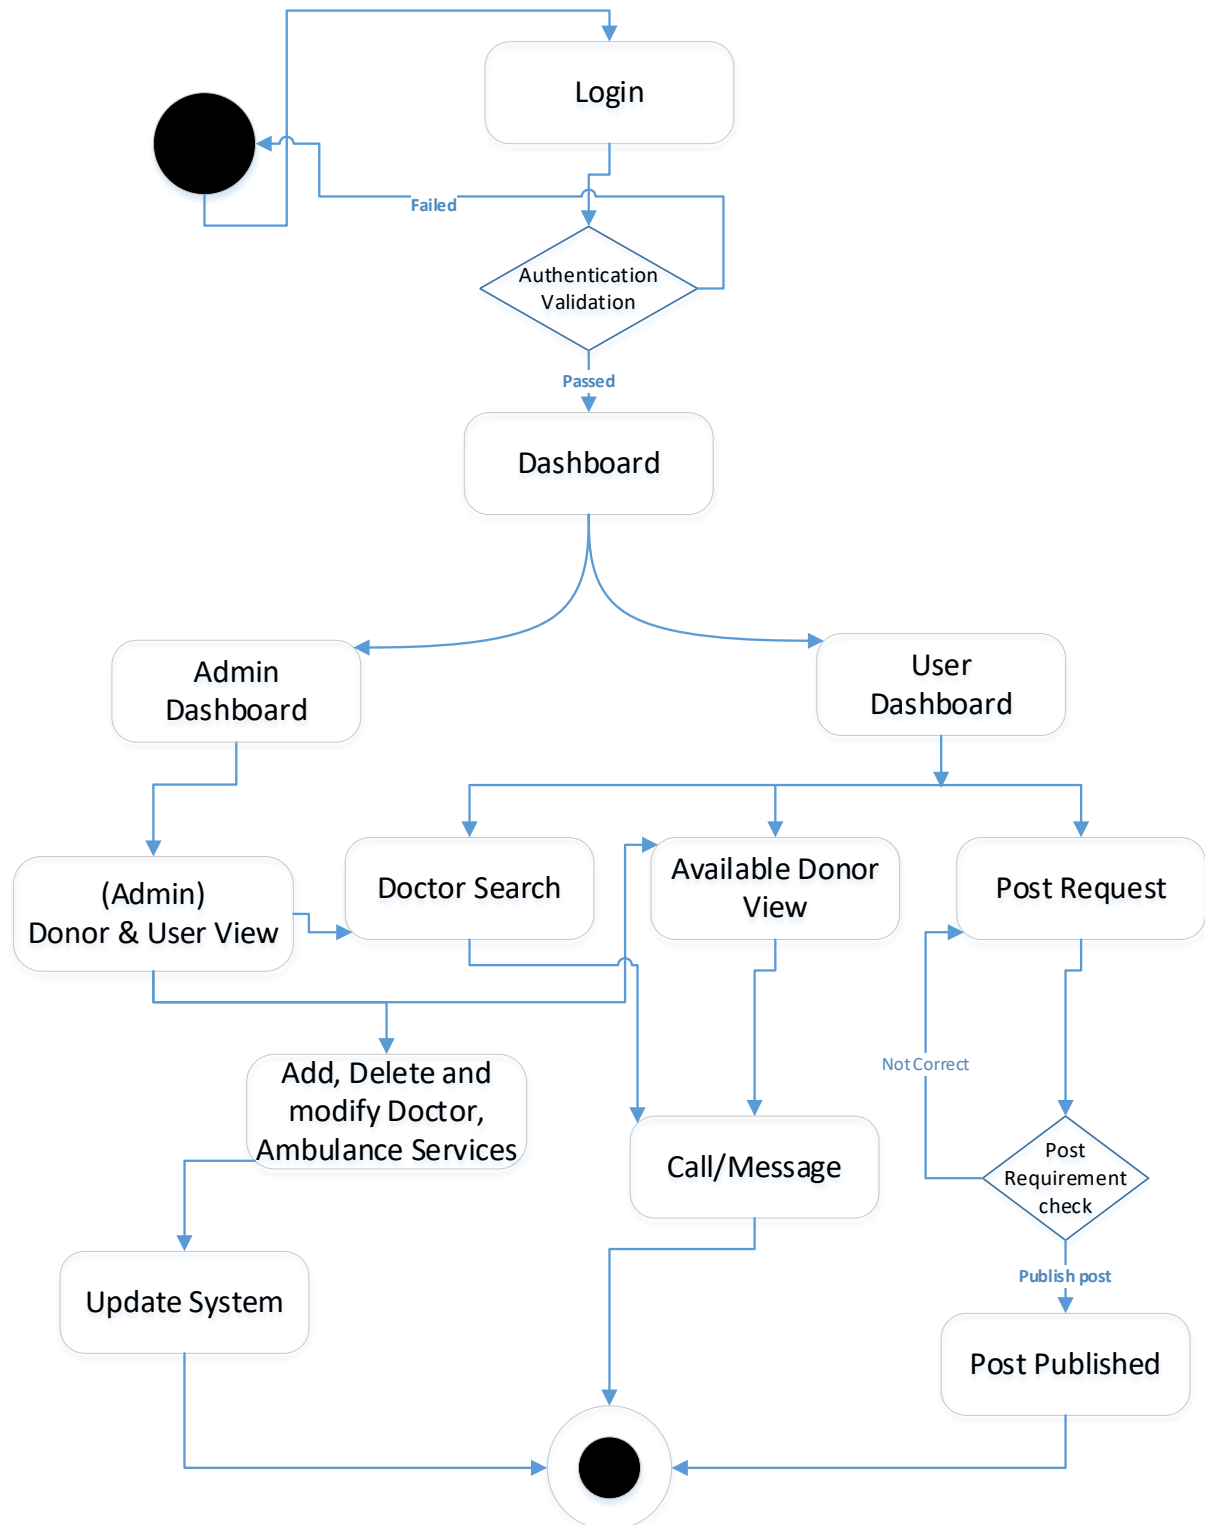 Login
Failed
Authentication
Validation
Passed
Dashboard
Admin
Dashboard
User
Dashboard
(Admin)
Donor & User View
Doctor Search
Available Donor
View
Post Request
Not Correct
Add, Delete and
modify Doctor,
Ambulance Services
Call/Message
Post
Requirement
check
Publish post
Update System
Post Published